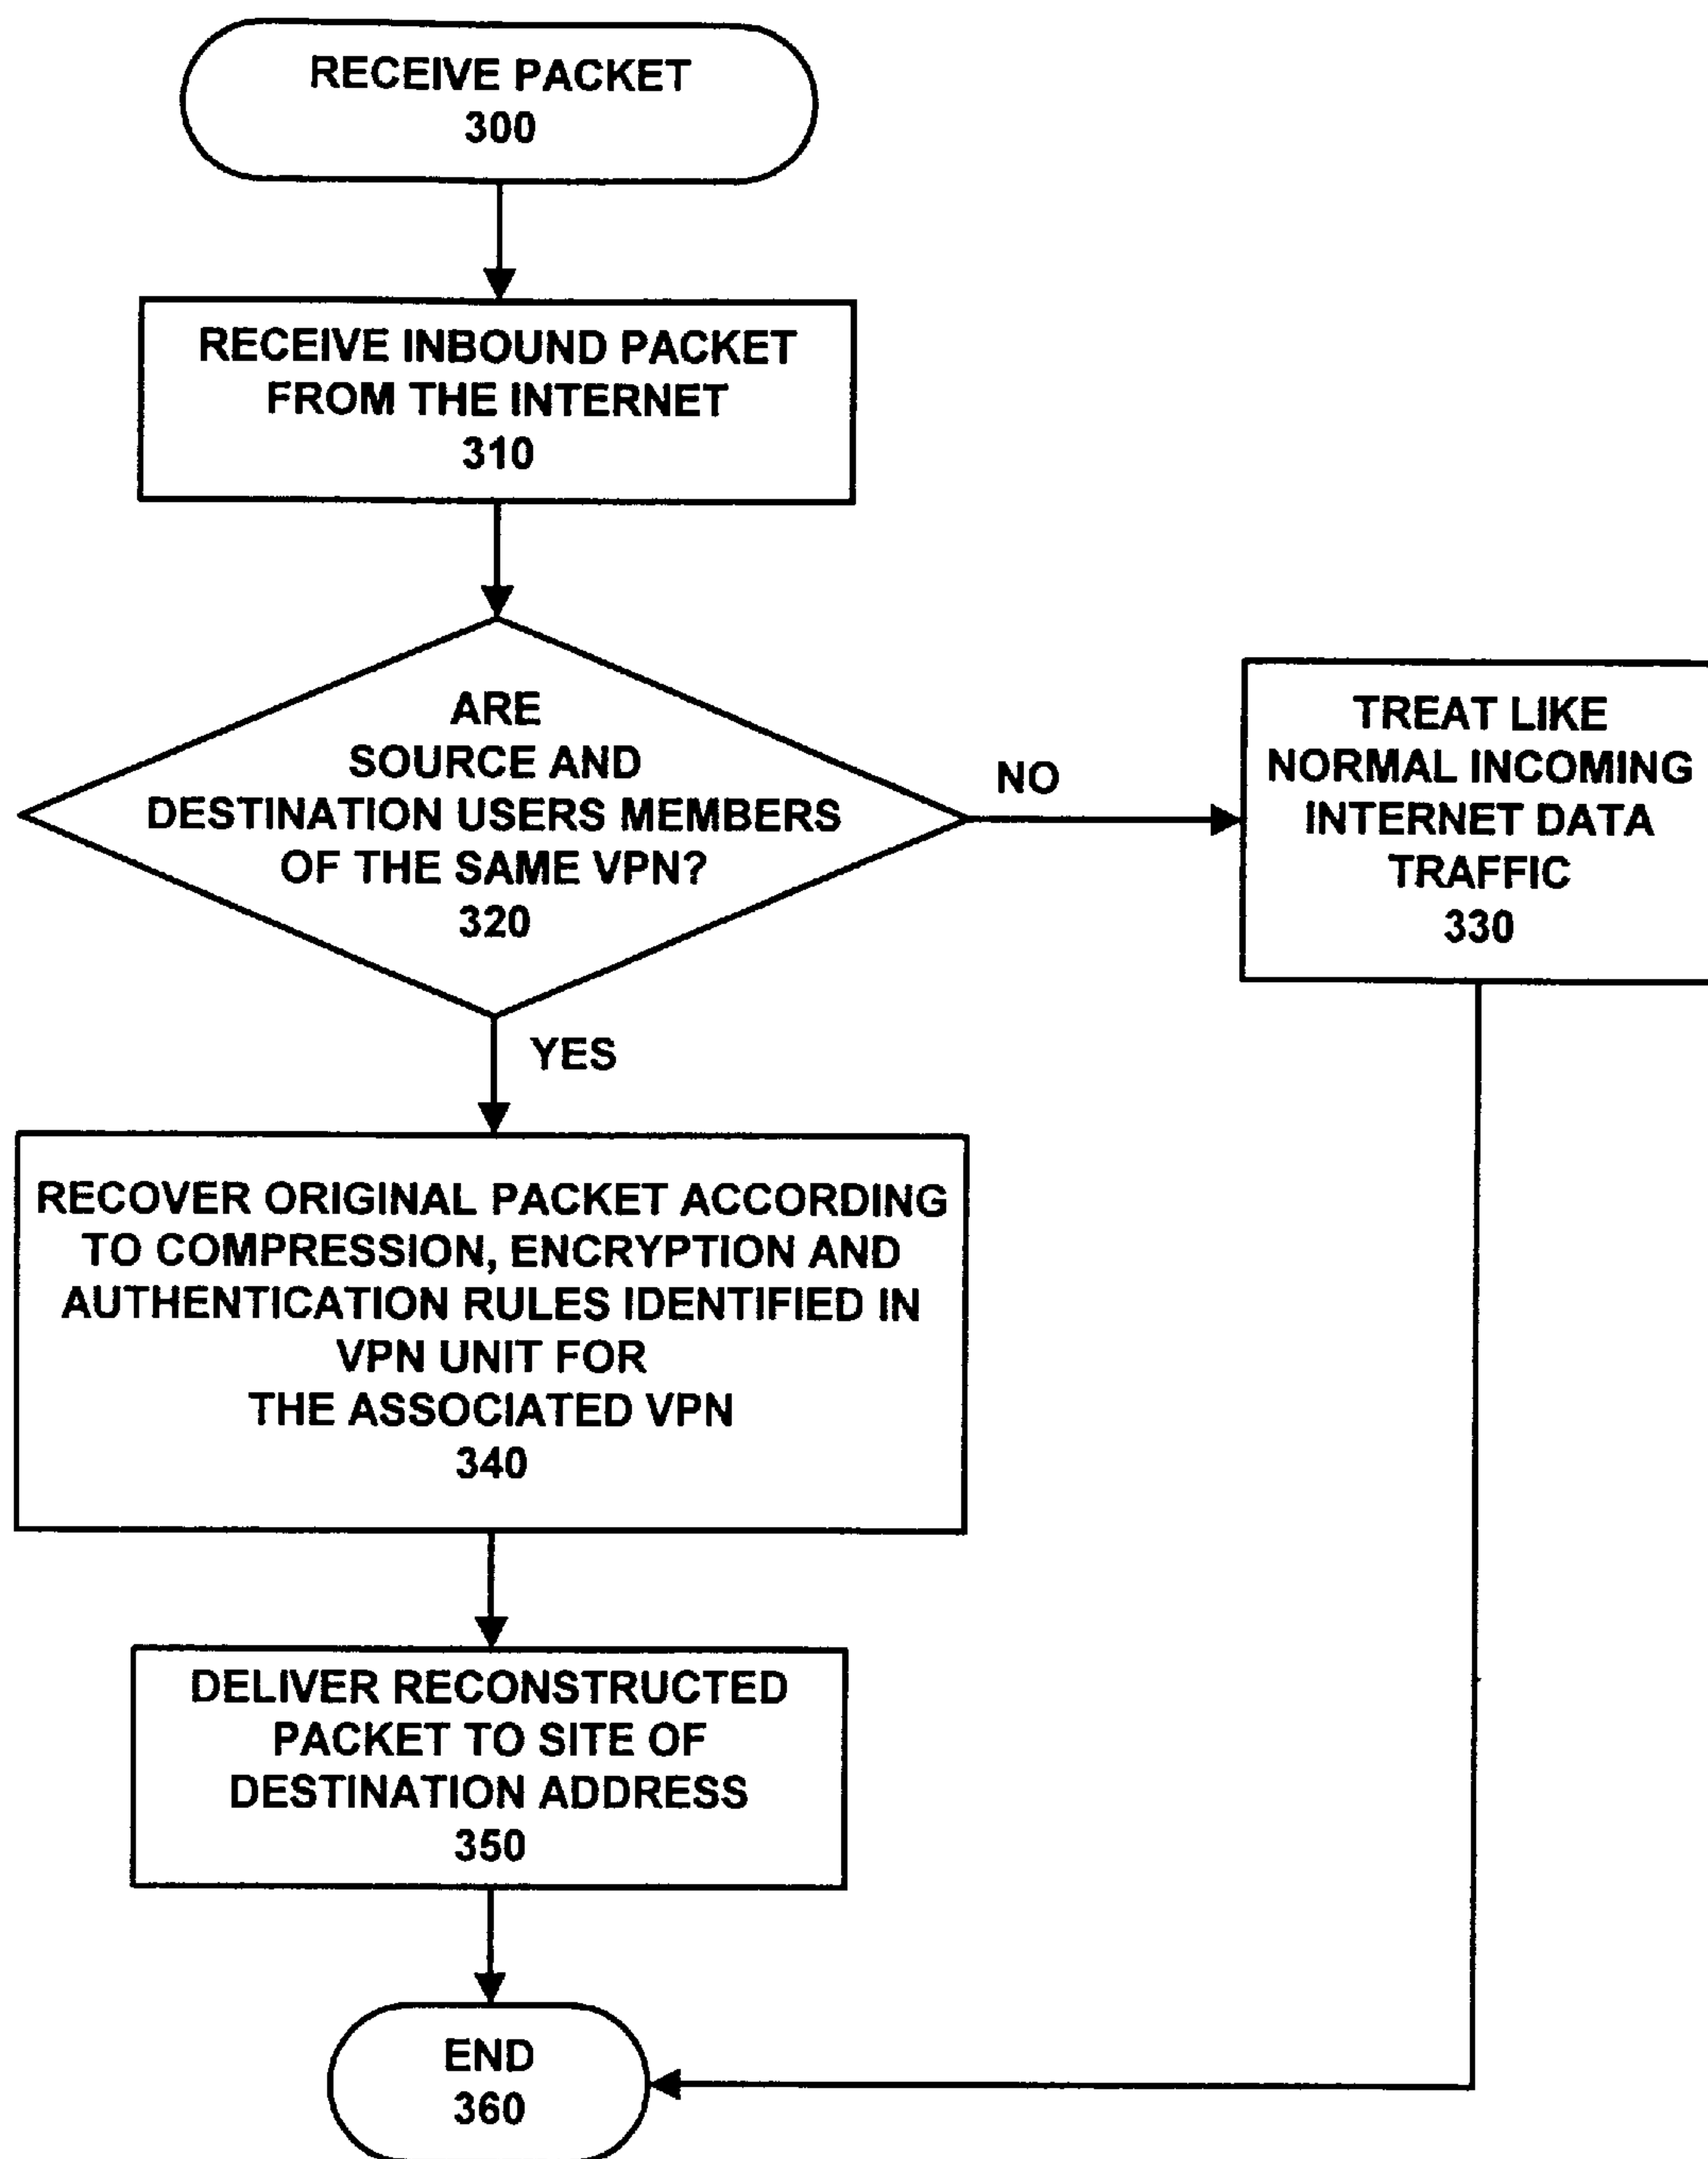 RECEIVE PACKET
300
RECEIVE INBOUND PACKET
FROM THE INTERNET
310
ARE
SOURCE AND
DESTINATION USERS MEMBERS
OF THE SAME VPN?
320
NO
TREAT LIKE
NORMAL INCOMING
INTERNET DATA
TRAFFIC
330
YES
RECOVER ORIGINAL PACKET ACCORDING
TO COMPRESSION, ENCRYPTION AND
AUTHENTICATION RULES IDENTIFIED IN
VPN UNIT FOR
THE ASSOCIATED VPN
340
DELIVER RECONSTRUCTED
PACKET TO SITE OF
DESTINATION ADDRESS
350
END
360